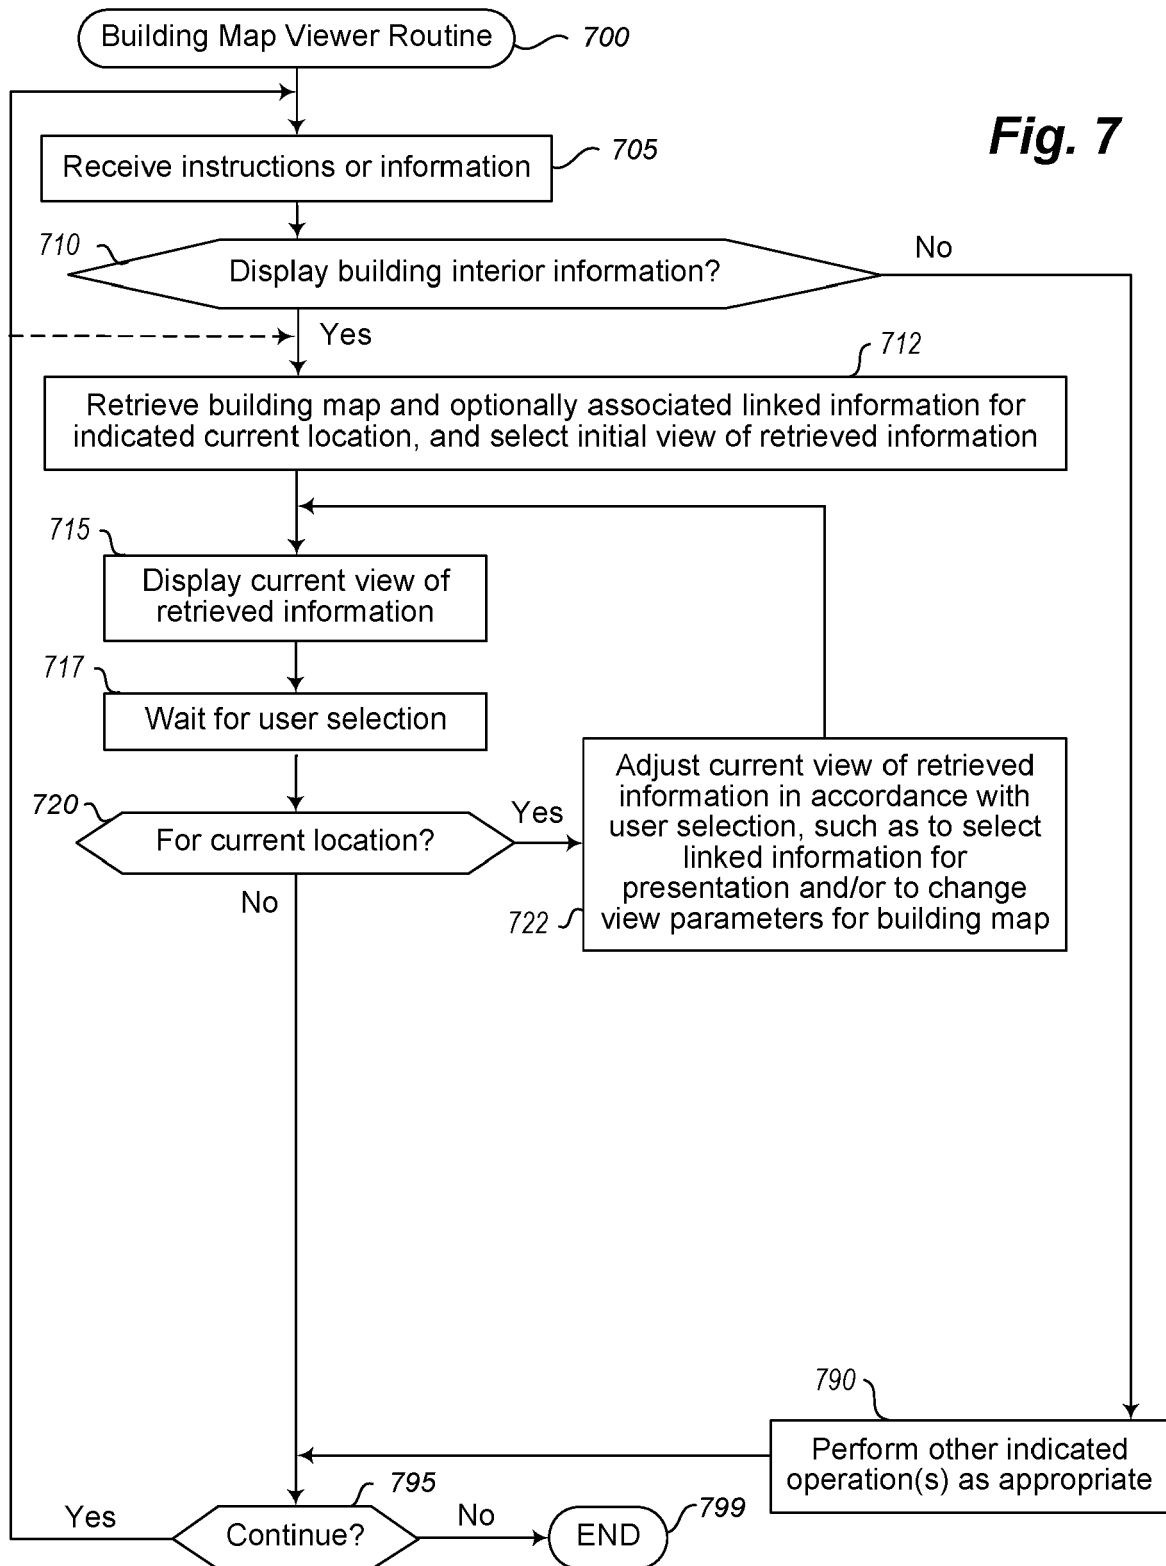 Building Map Viewer Routine
700
Fig. 7
705
Receive instructions or information
710
No
Display building interior information?
Yes
712
Retrieve building map and optionally associated linked information for
indicated current location, and select initial view of retrieved information
715
Display current view of
retrieved information
717
Wait for user selection
720
For current location?
Yes
No
Adjust current view of retrieved
information in accordance with
user selection, such as to select
linked information for
presentation and/or to change
view parameters for building map
722
790
Perform other indicated
operation(s) as appropriate
795
Yes
Continue?
No
END
799